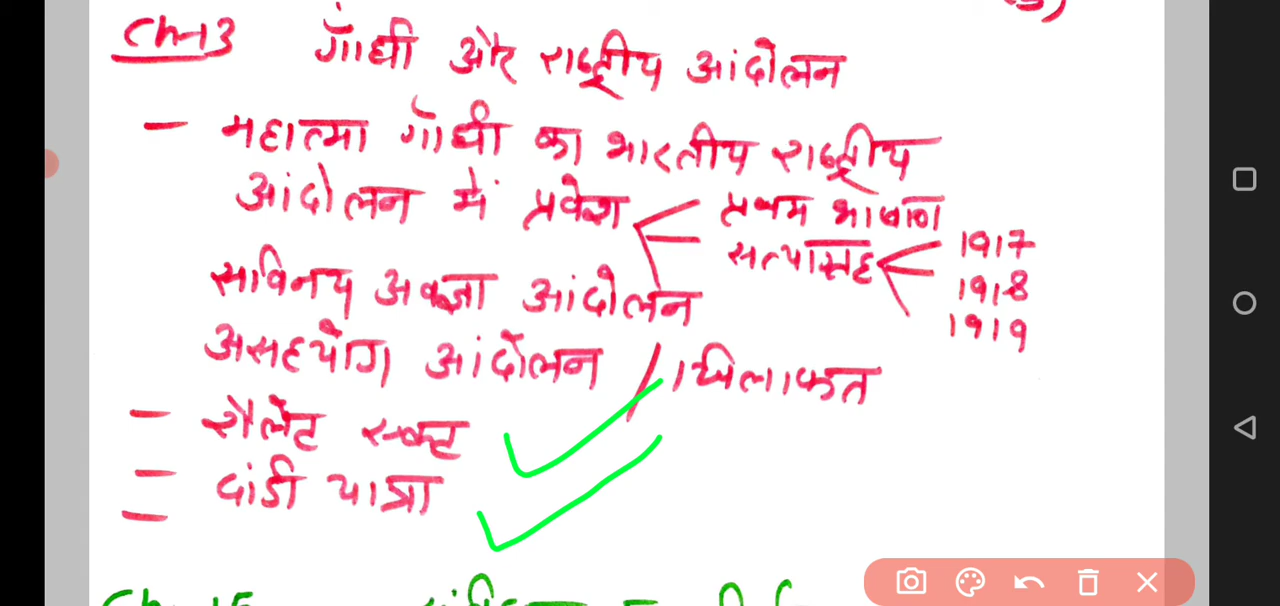 Ch-13 गाँधी और राष्ट्रीय आंदोलन
- महात्मा गाँधी का भारतीय राष्ट्रीय
आंदोलन में प्रवेश प्रथम भाषण
सत्याग्रह 1917
1918
1919
सविनय अवज्ञा आंदोलन
असहयोग आंदोलन / खिलाफत
- रौलेट एक्ट
- दांडी यात्रा